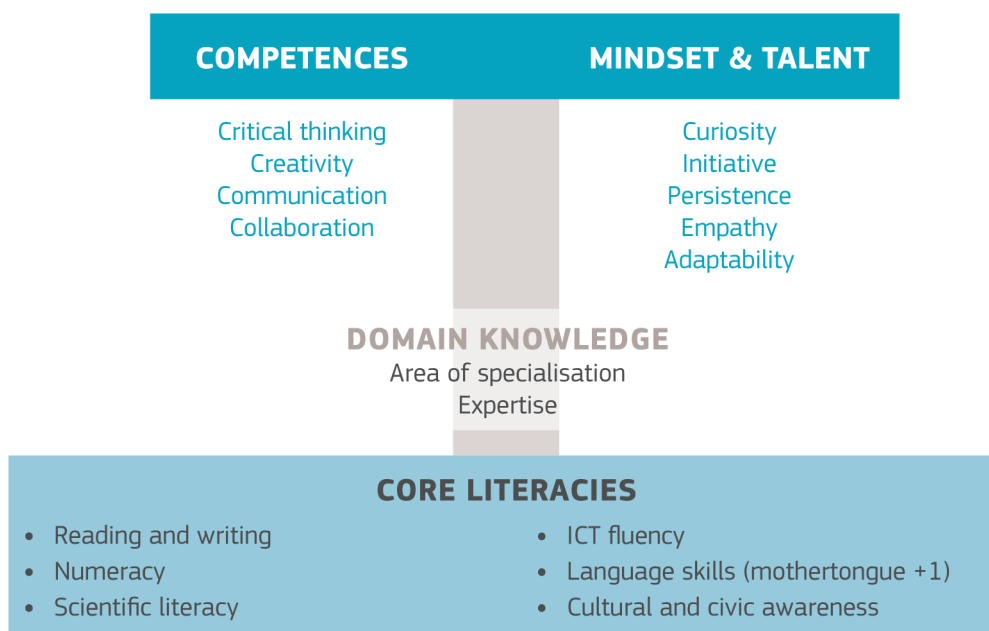 COMPETENCES
Critical thinking
Creativity
Communication
Collaboration
MINDSET & TALENT
Curiosity
Initiative
Persistence
Empathy
Adaptability
DOMAIN KNOWLEDGE
Area of specialisation
Expertise
CORE LITERACIES
• Reading and writing
• Numeracy
• Scientific literacy
• ICT fluency
• Language skills (mothertongue +1)
• Cultural and civic awareness